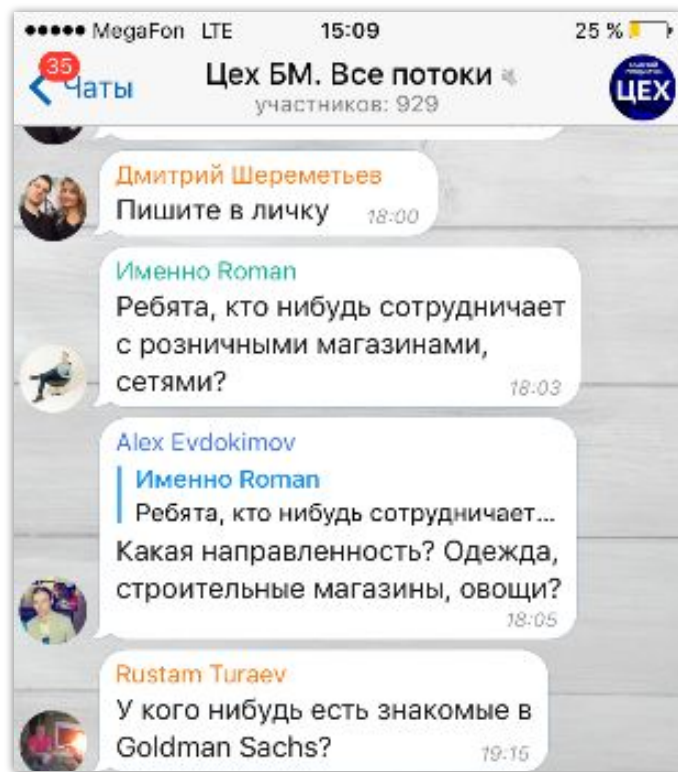 MegaFon LTE 15:09 25 %
35
Чаты
Цех БМ. Все потоки
участников: 929
ЦЕХ
Дмитрий Шереметьев
Пишите в личку 18:00
Именно Roman
Ребята, кто нибудь сотрудничает
с розничными магазинами,
сетями? 18:03
Alex Evdokimov
Именно Roman
Ребята, кто нибудь сотрудничает...
Какая направленность? Одежда,
строительные магазины, овощи?
18:05
Rustam Turaev
У кого нибудь есть знакомые в
Goldman Sachs? 19:15